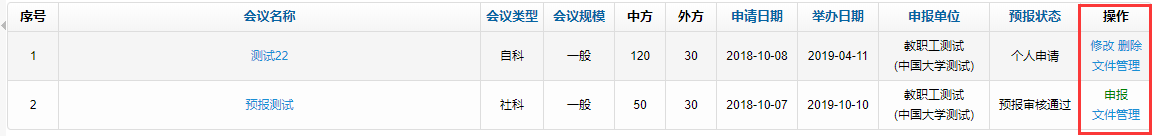 序号 会议名称 会议类型 会议规模 中方 外方 申请日期 举办日期 申报单位 预报状态 操作
1 测试22 自科 一般 120 30 2018-10-08 2019-04-11 教职工测试 (中国大学测试) 个人申请 修改 删除 文件管理
2 预报测试 社科 一般 50 30 2018-10-07 2019-10-10 教职工测试 (中国大学测试) 预报审核通过 申报 文件管理